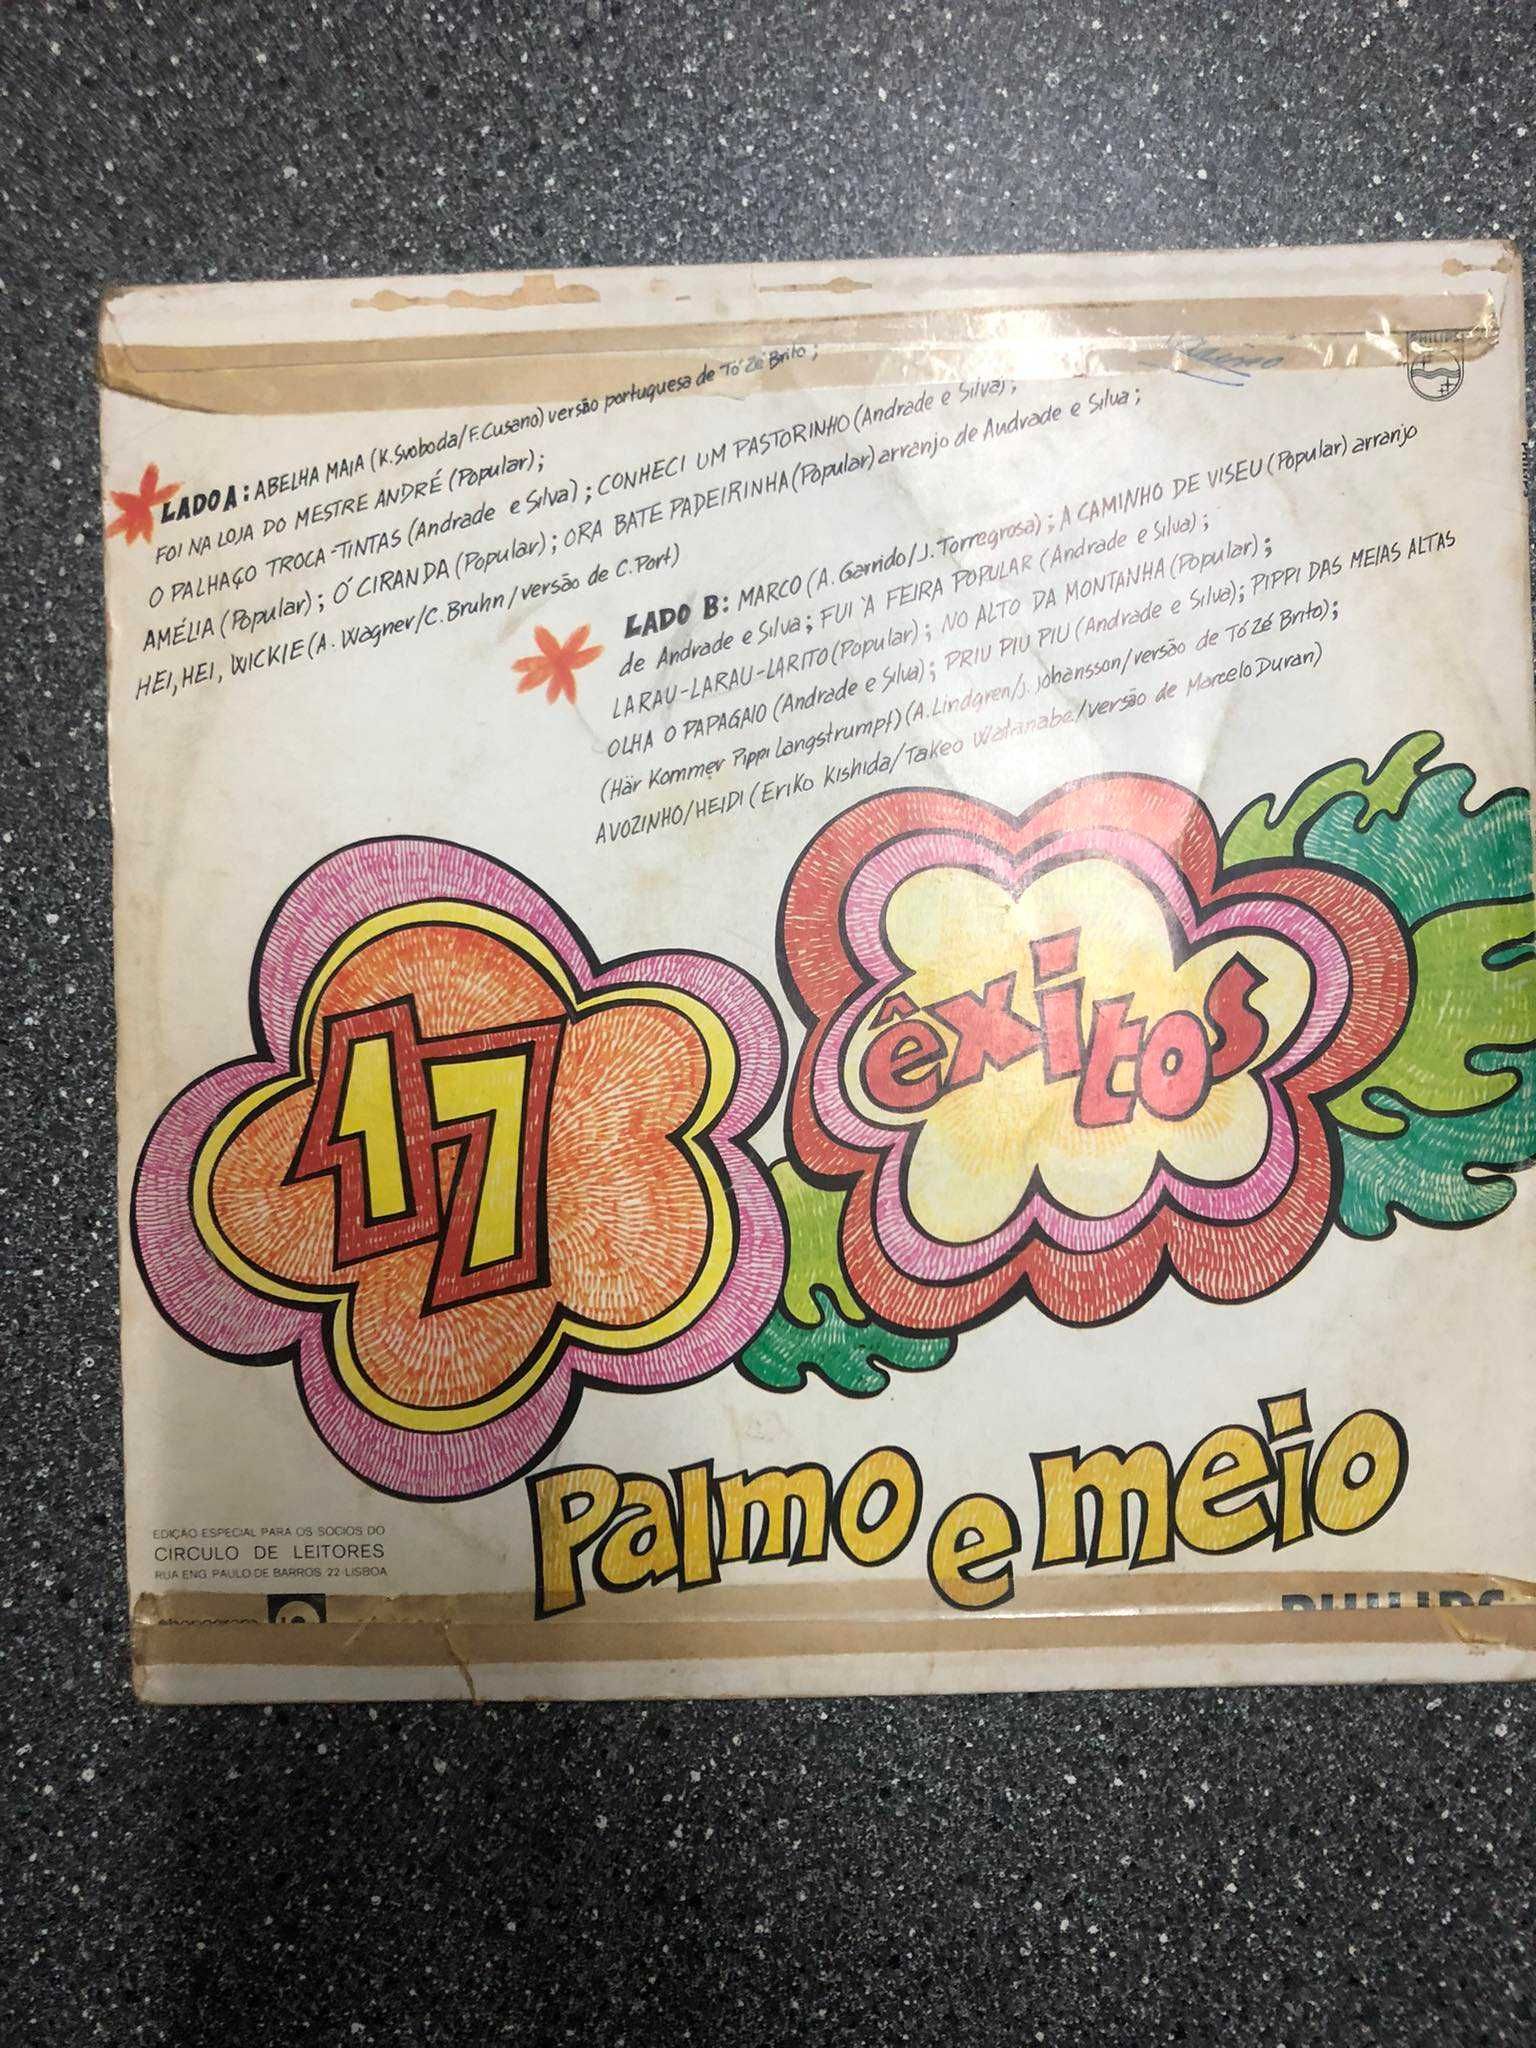 LADO A: ABELHA MAIA (K. Svoboda/F. Cusano) versão portuguesa de Tó Zé Brito;
FOI NA LOJA DO MESTRE ANDRÉ (Popular);
O PALHAÇO TROCA-TINTAS (Andrade e Silva); CONHECI UM PASTORINHO (Andrade e Silva);
AMÉLIA (Popular); Ó CIRANDA (Popular); ORA BATE PADEIRINHA (Popular) arranjo de Andrade e Silva;
HEI, HEI, WICKIE (A. Wagner/C. Bruhn/versão de C. Port)
LADO B: MARCO (A. Garrido/J. Torregrosa); A CAMINHO DE VISEU (Popular) arranjo
de Andrade e Silva; FUI À FEIRA POPULAR (Andrade e Silva);
LARAU-LARAU-LARITO (Popular); NO ALTO DA MONTANHA (Popular);
OLHA O PAPAGAIO (Andrade e Silva); PRIU PIU PIU (Andrade e Silva); PIPPI DAS MEIAS ALTAS
(Här Kommer Pippi Langstrumpf) (A. Lindgren/J. Johansson/versão de Tó Zé Brito);
AVOZINHO/HEIDI (Eriko Kishida/Takeo Watanabe/versão de Marcelo Duran)
PHILIPS
17
êxitos
Palmo e meio
EDIÇÃO ESPECIAL PARA OS SOCIOS DO
CIRCULO DE LEITORES
RUA ENG. PAULO DE BARROS 22 LISBOA
phonogram
PHILIPS